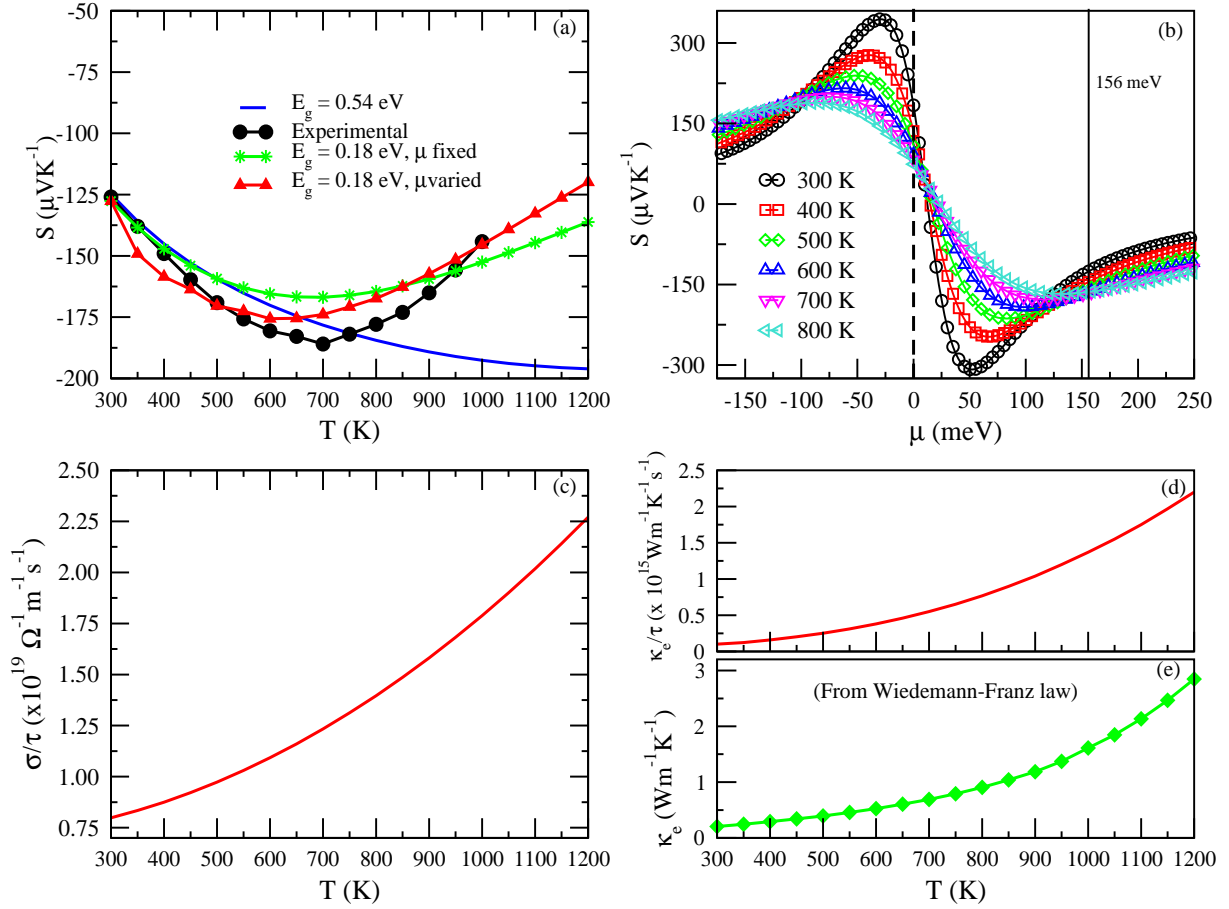 (a)
-50
-75
-100
-125
-150
-175
-200
S (μVK⁻¹)
E_g = 0.54 eV
Experimental
E_g = 0.18 eV, μ fixed
E_g = 0.18 eV, μvaried
300 400 500 600 700 800 900 1000 1100 1200
T (K)
(b)
300
150
0
-150
-300
S (μVK⁻¹)
156 meV
300 K
400 K
500 K
600 K
700 K
800 K
-150 -100 -50 0 50 100 150 200 250
μ (meV)
(c)
2.50
2.25
2.00
1.75
1.50
1.25
1.00
0.75
σ/τ (x10¹⁹ Ω⁻¹ m⁻¹ s⁻¹)
300 400 500 600 700 800 900 1000 1100 1200
T (K)
(d)
2.5
2
1.5
1
0.5
0
κ_e/τ (x 10¹⁵Wm⁻¹K⁻¹s⁻¹)
(e)
(From Wiedemann-Franz law)
3
2
1
0
κ_e (Wm⁻¹K⁻¹)
300 400 500 600 700 800 900 1000 1100 1200
T (K)